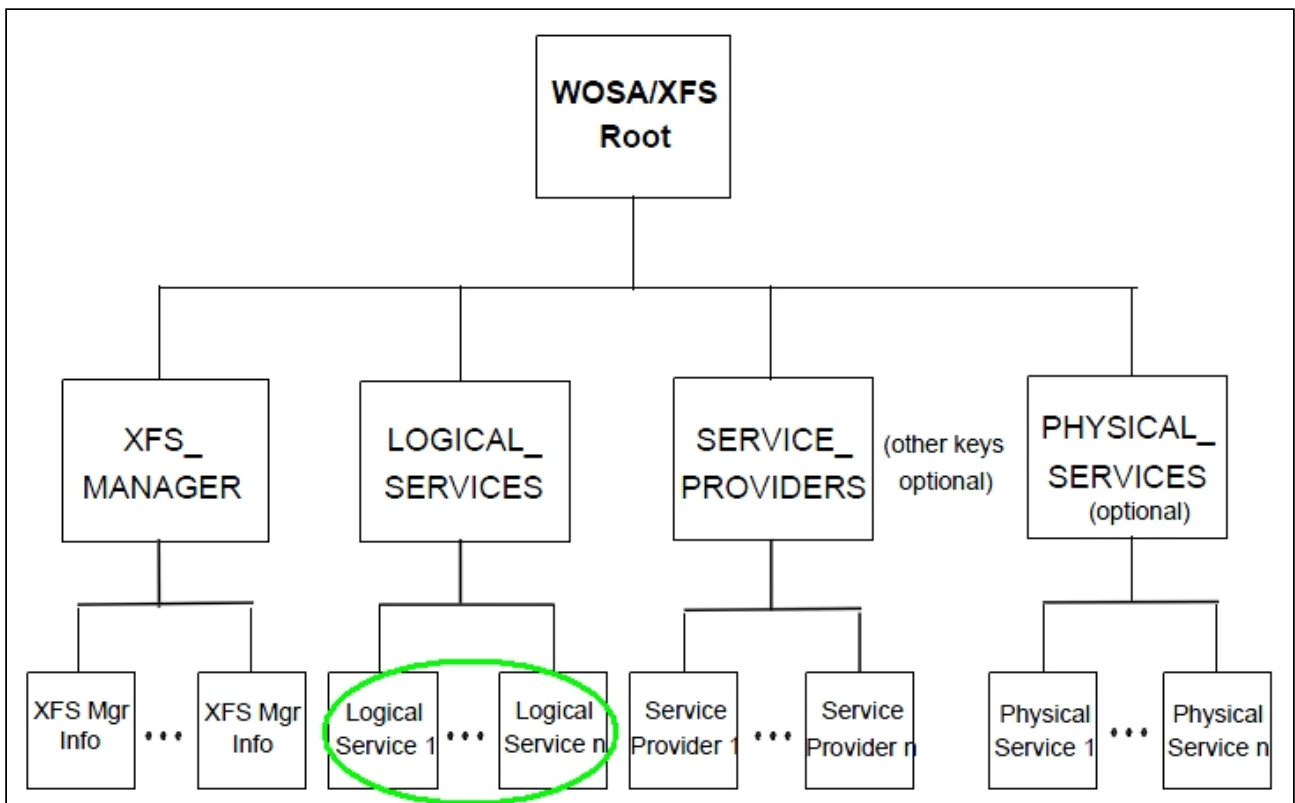 WOSA/XFS
Root
XFS_
MANAGER
LOGICAL_
SERVICES
SERVICE_
PROVIDERS
(other keys
optional)
PHYSICAL_
SERVICES
(optional)
XFS Mgr
Info
•••
XFS Mgr
Info
Logical
Service 1
•••
Logical
Service n
Service
Provider 1
•••
Service
Provider n
Physical
Service 1
•••
Physical
Service n